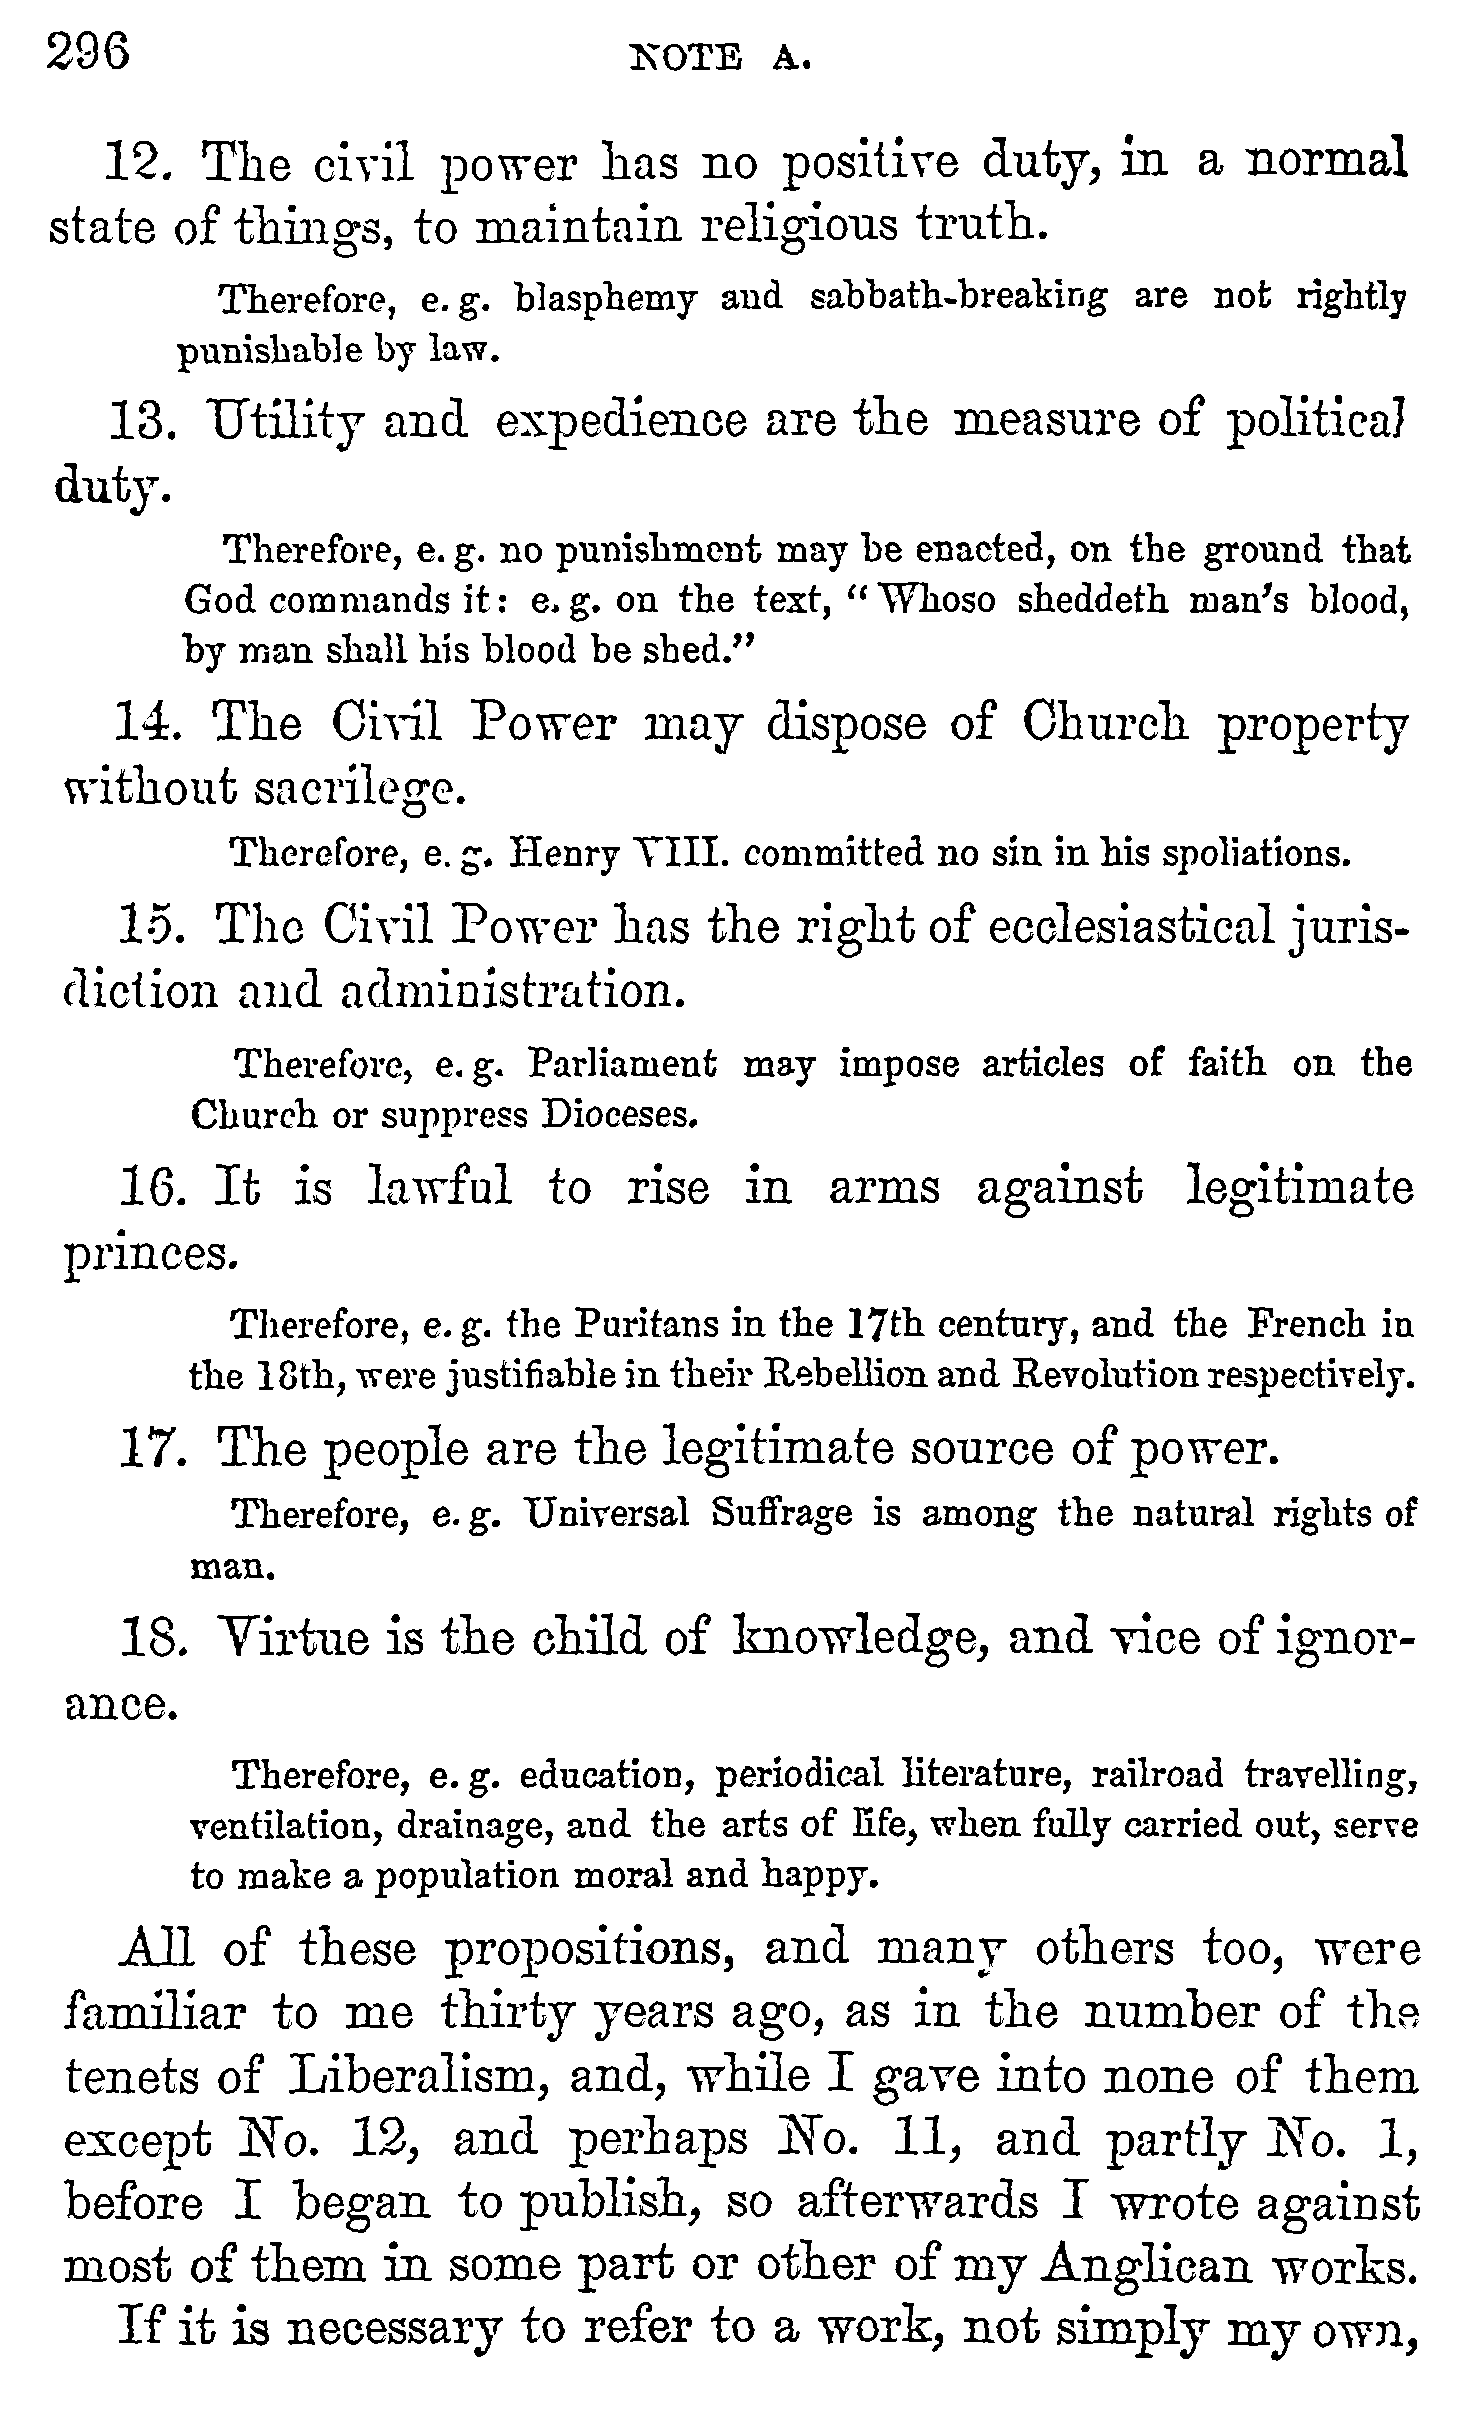 296 NOTE A.
12. The civil power has no positive duty, in a normal
state of things, to maintain religious truth.
Therefore, e. g. blasphemy and sabbath-breaking are not rightly
punishable by law.
13. Utility and expedience are the measure of political
duty.
Therefore, e. g. no punishment may be enacted, on the ground that
God commands it: e. g. on the text, “Whoso sheddeth man's blood,
by man shall his blood be shed.”
14. The Civil Power may dispose of Church property
without sacrilege.
Therefore, e. g. Henry VIII. committed no sin in his spoliations.
15. The Civil Power has the right of ecclesiastical juris-
diction and administration.
Therefore, e. g. Parliament may impose articles of faith on the
Church or suppress Dioceses.
16. It is lawful to rise in arms against legitimate
princes.
Therefore, e. g. the Puritans in the 17th century, and the French in
the 18th, were justifiable in their Rebellion and Revolution respectively.
17. The people are the legitimate source of power.
Therefore, e. g. Universal Suffrage is among the natural rights of
man.
18. Virtue is the child of knowledge, and vice of ignor-
ance.
Therefore, e. g. education, periodical literature, railroad travelling,
ventilation, drainage, and the arts of life, when fully carried out, serve
to make a population moral and happy.
All of these propositions, and many others too, were
familiar to me thirty years ago, as in the number of the
tenets of Liberalism, and, while I gave into none of them
except No. 12, and perhaps No. 11, and partly No. 1,
before I began to publish, so afterwards I wrote against
most of them in some part or other of my Anglican works.
If it is necessary to refer to a work, not simply my own,